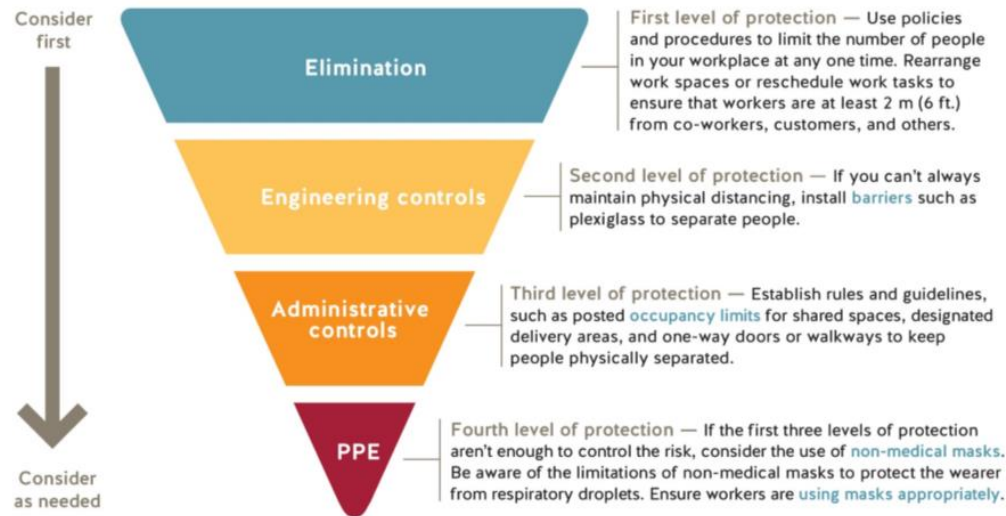 Consider
first
Elimination
First level of protection — Use policies
and procedures to limit the number of people
in your workplace at any one time. Rearrange
work spaces or reschedule work tasks to
ensure that workers are at least 2 m (6 ft.)
from co-workers, customers, and others.
Engineering controls
Second level of protection — If you can't always
maintain physical distancing, install barriers such as
plexiglass to separate people.
Administrative
controls
Third level of protection — Establish rules and guidelines,
such as posted occupancy limits for shared spaces, designated
delivery areas, and one-way doors or walkways to keep
people physically separated.
PPE
Fourth level of protection — If the first three levels of protection
aren't enough to control the risk, consider the use of non-medical masks.
Be aware of the limitations of non-medical masks to protect the wearer
from respiratory droplets. Ensure workers are using masks appropriately.
Consider
as needed